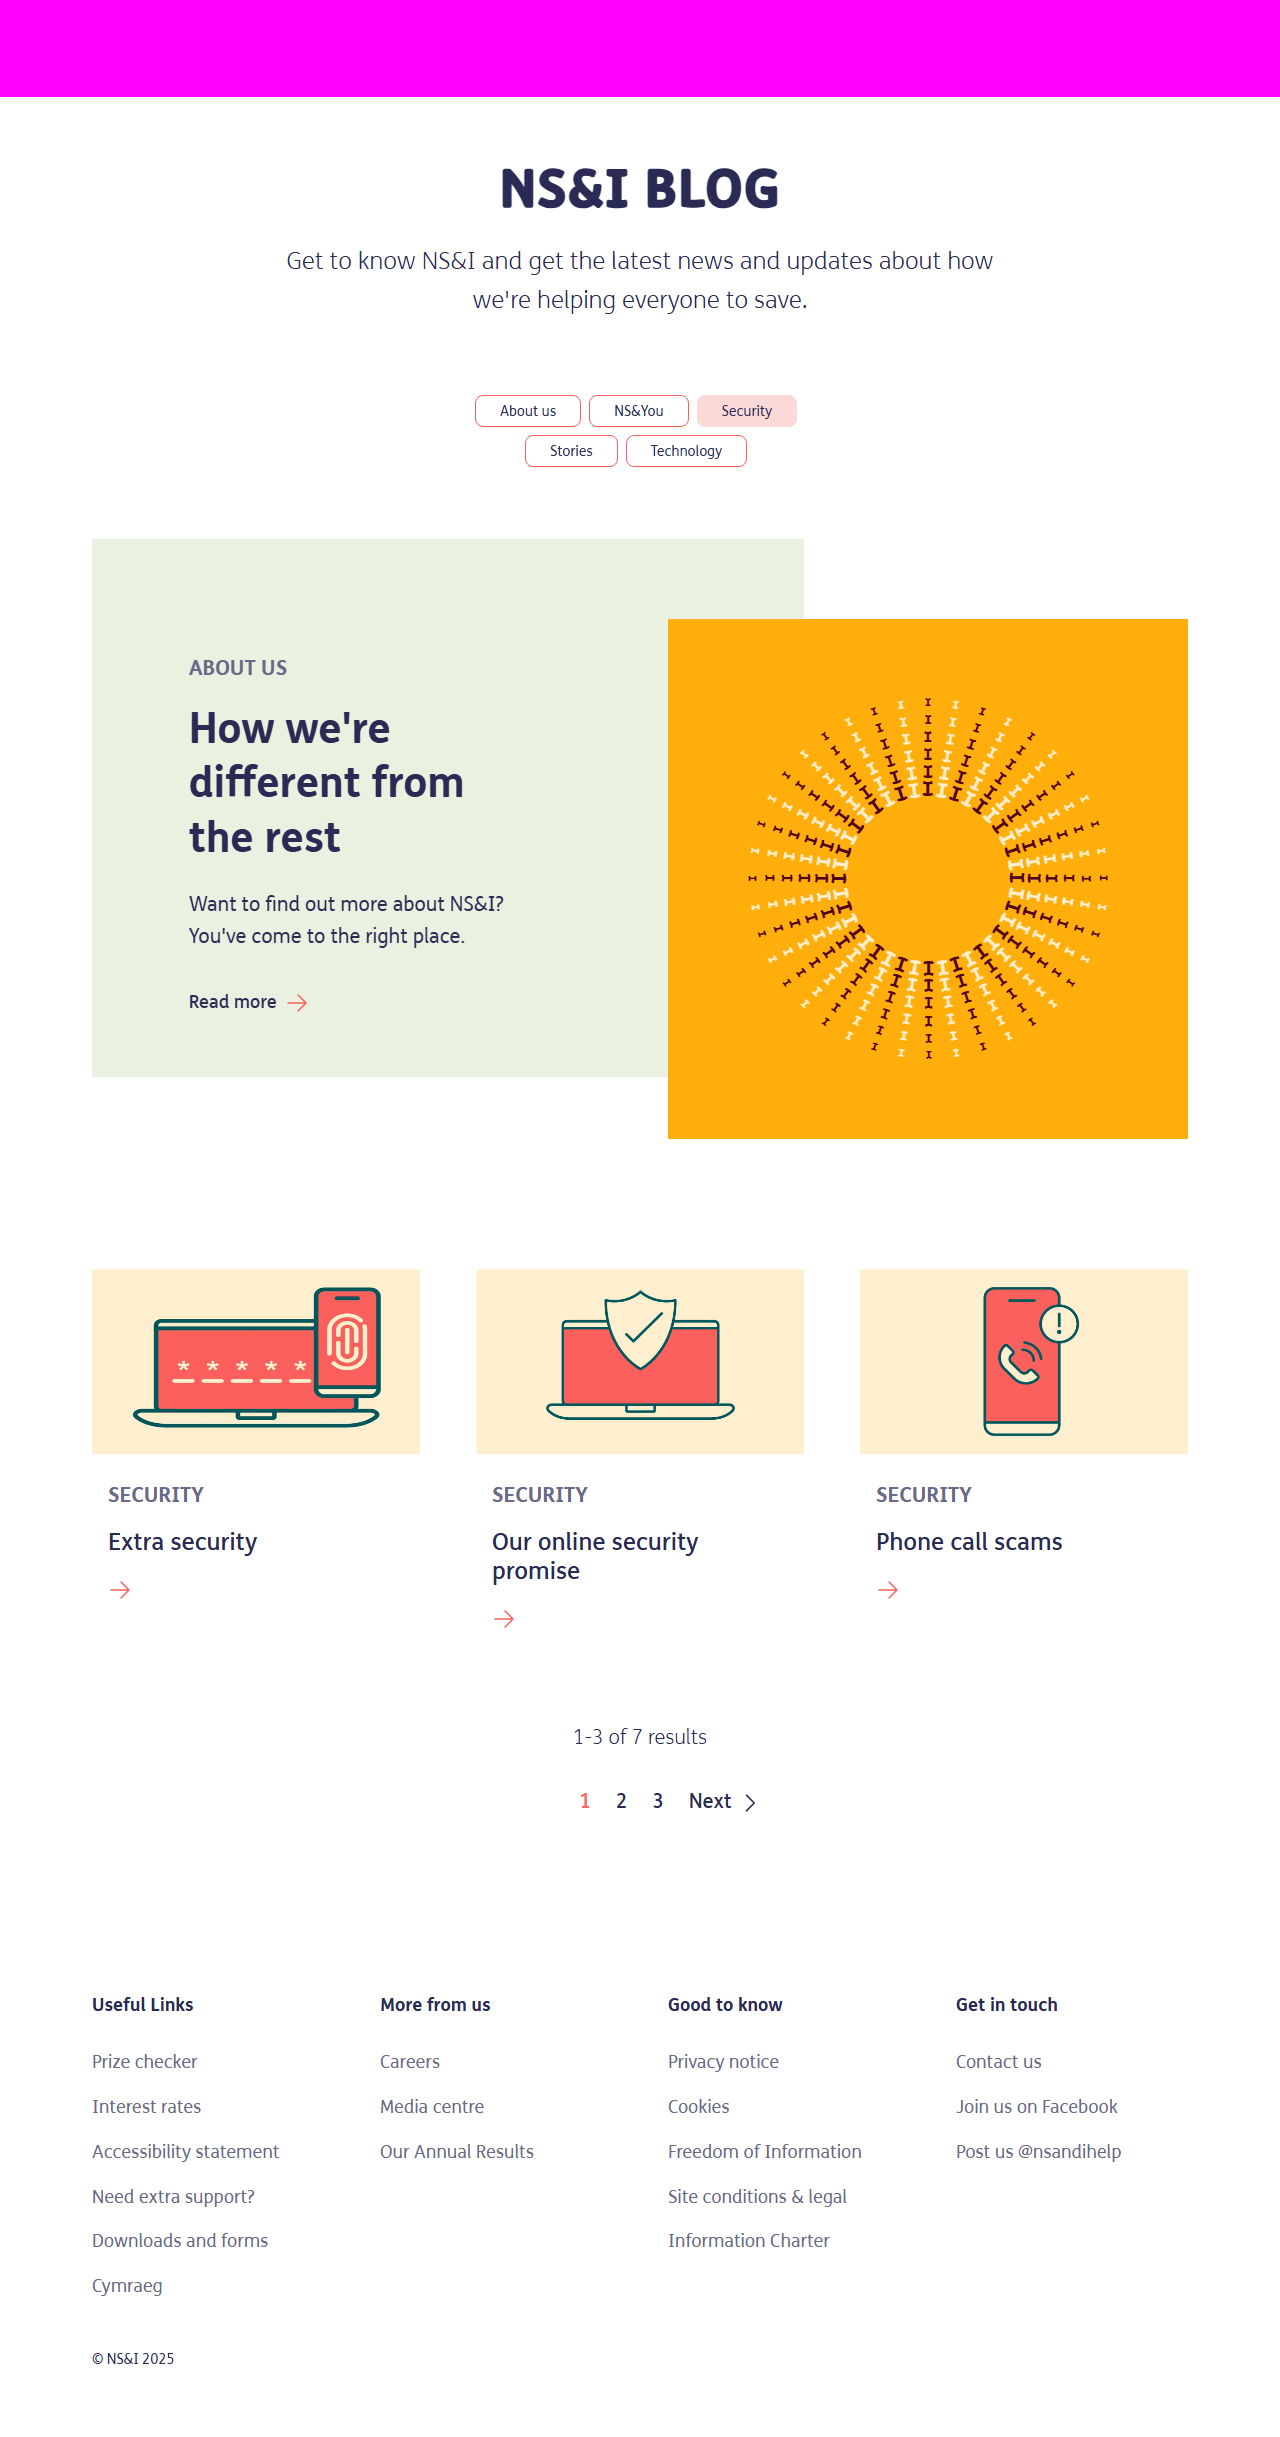 NS&I BLOG
Get to know NS&I and get the latest news and updates about how
we're helping everyone to save.
About us
NS&You
Security
Stories
Technology
ABOUT US
How we're
different from
the rest
Want to find out more about NS&I?
You've come to the right place.
Read more
SECURITY
Extra security
SECURITY
Our online security
promise
SECURITY
Phone call scams
1-3 of 7 results
1 2 3 Next
Useful Links
Prize checker
Interest rates
Accessibility statement
Need extra support?
Downloads and forms
Cymraeg
More from us
Careers
Media centre
Our Annual Results
Good to know
Privacy notice
Cookies
Freedom of Information
Site conditions & legal
Information Charter
Get in touch
Contact us
Join us on Facebook
Post us @nsandihelp
© NS&I 2025